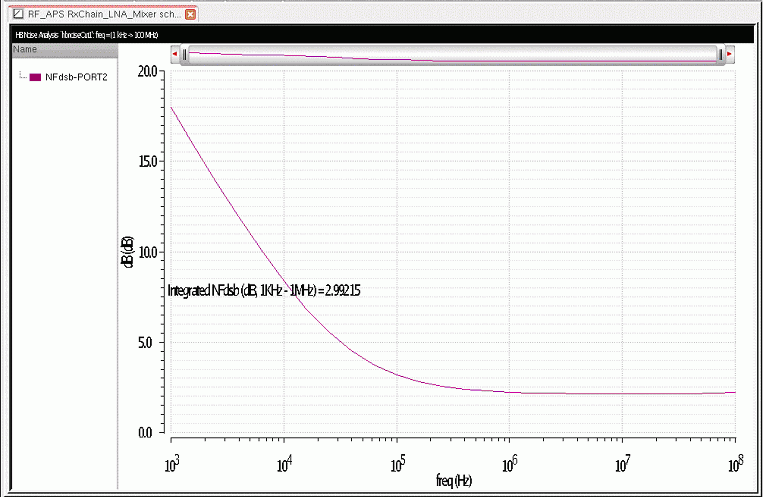 RF_APS RxChain_LNA_Mixer sch...
HBNoise Analysis `hbnoiseCst1': freq = (1 kHz -> 100 MHz)
Name
NFdsb-PORT2
20.0
15.0
10.0
5.0
0.0
dB (dB)
Integrated NFdsb (dB, 1KHz - 1MHz) = 2.99215
10^3 10^4 10^5 10^6 10^7 10^8
freq (Hz)